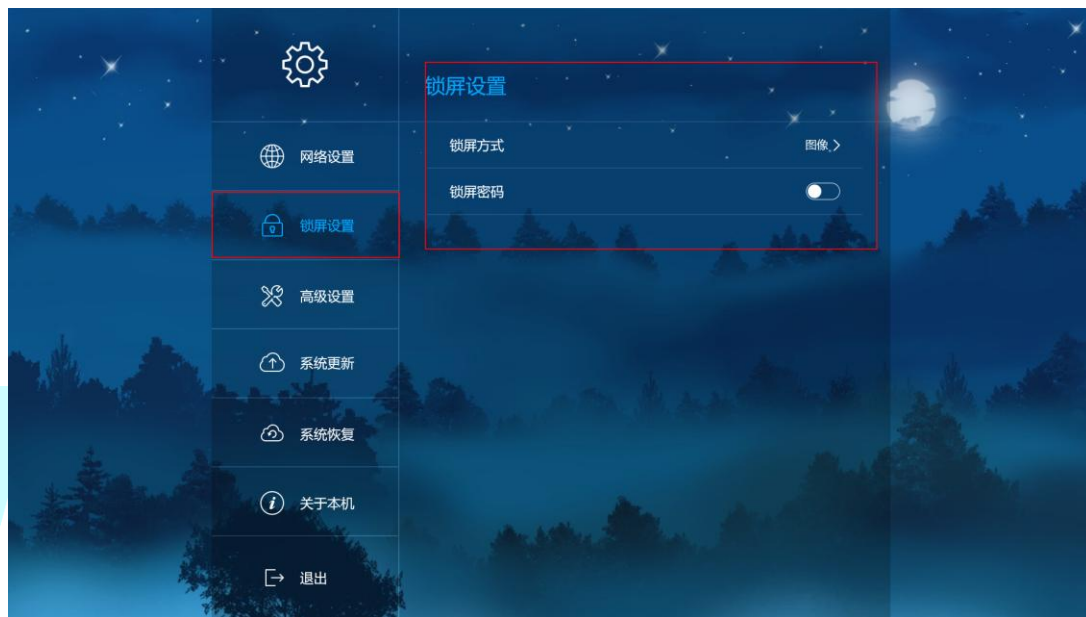 锁屏设置
锁屏方式
图像
锁屏密码
网络设置
锁屏设置
高级设置
系统更新
系统恢复
关于本机
退出